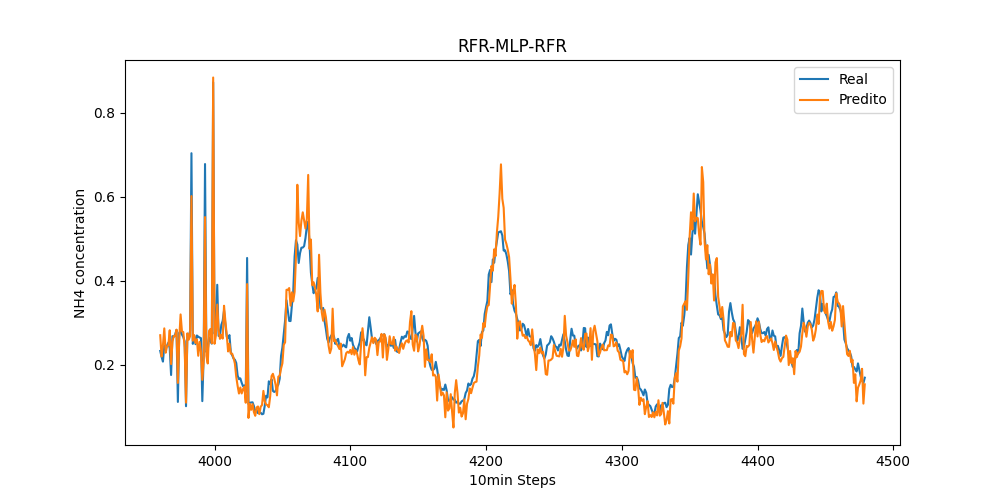 RFR-MLP-RFR
Real
Predito
NH4 concentration
0.8
0.6
0.4
0.2
4000 4100 4200 4300 4400 4500
10min Steps